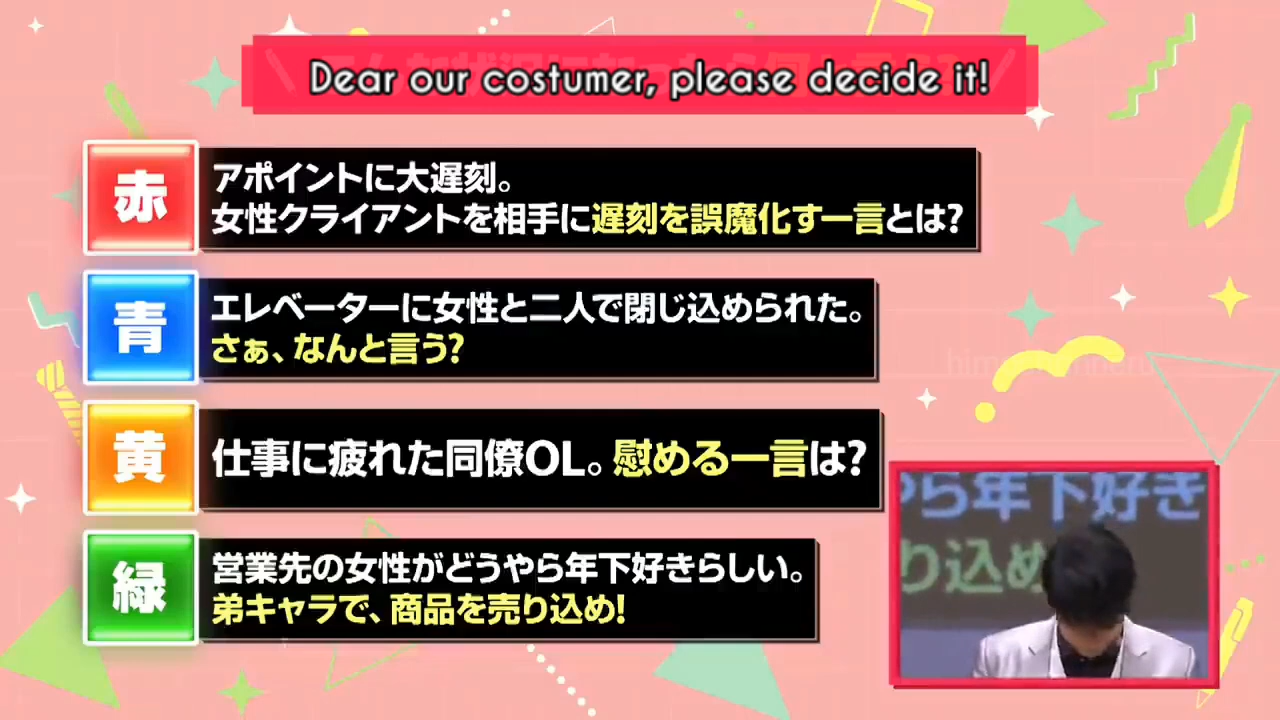 Dear our costumer, please decide it!
赤
アポイントに大遅刻。
女性クライアントを相手に遅刻を誤魔化す一言とは?
青
エレベーターに女性と二人で閉じ込められた。
さぁ、なんと言う?
黄
仕事に疲れた同僚OL。慰める一言は?
緑
営業先の女性がどうやら年下好きらしい。
弟キャラで、商品を売り込め!
やら年下好き
り込め